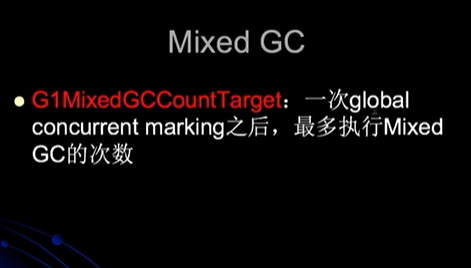 Mixed GC
G1MixedGCCountTarget：一次global
concurrent marking之后，最多执行Mixed
GC的次数